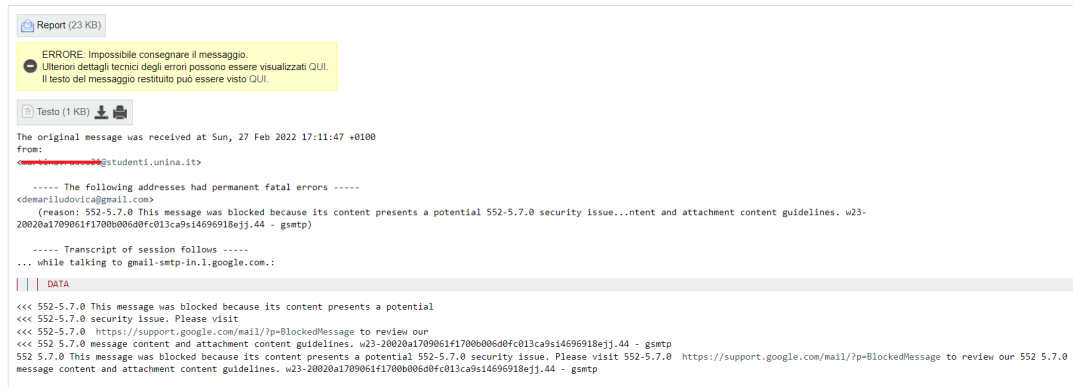 Report (23 KB)
ERRORE: Impossibile consegnare il messaggio.
Ulteriori dettagli tecnici degli errori possono essere visualizzati QUI.
Il testo del messaggio restituito può essere visto QUI.
Testo (1 KB)
The original message was received at Sun, 27 Feb 2022 17:11:47 +0100
from:
@studenti.unina.it>
----- The following addresses had permanent fatal errors -----
<demariludovica@gmail.com>
(reason: 552-5.7.0 This message was blocked because its content presents a potential 552-5.7.0 security issue...ntent and attachment content guidelines. w23-
20020a1709061f1700b006d0fc013ca9si4696918ejj.44 - gsmtp)
----- Transcript of session follows -----
... while talking to gmail-smtp-in.l.google.com.:
DATA
<<< 552-5.7.0 This message was blocked because its content presents a potential
<<< 552-5.7.0 security issue. Please visit
<<< 552-5.7.0 https://support.google.com/mail/?p=BlockedMessage to review our
<<< 552 5.7.0 message content and attachment content guidelines. w23-20020a1709061f1700b006d0fc013ca9si4696918ejj.44 - gsmtp
552 5.7.0 This message was blocked because its content presents a potential 552-5.7.0 security issue. Please visit 552-5.7.0 https://support.google.com/mail/?p=BlockedMessage to review our 552 5.7.0
message content and attachment content guidelines. w23-20020a1709061f1700b006d0fc013ca9si4696918ejj.44 - gsmtp